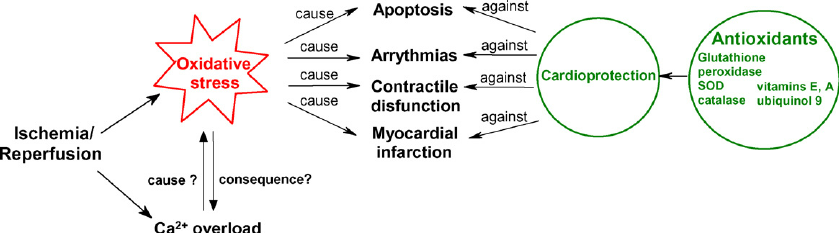 cause
Apoptosis
against
Antioxidants
Glutathione
peroxidase
SOD
vitamins E, A
catalase
ubiquinol 9
Oxidative
stress
cause
Arrythmias
against
cause
Contractile
disfunction
against
Cardioprotection
cause
Myocardial
infarction
against
Ischemia/
Reperfusion
cause ?
consequence?
Ca²⁺ overload